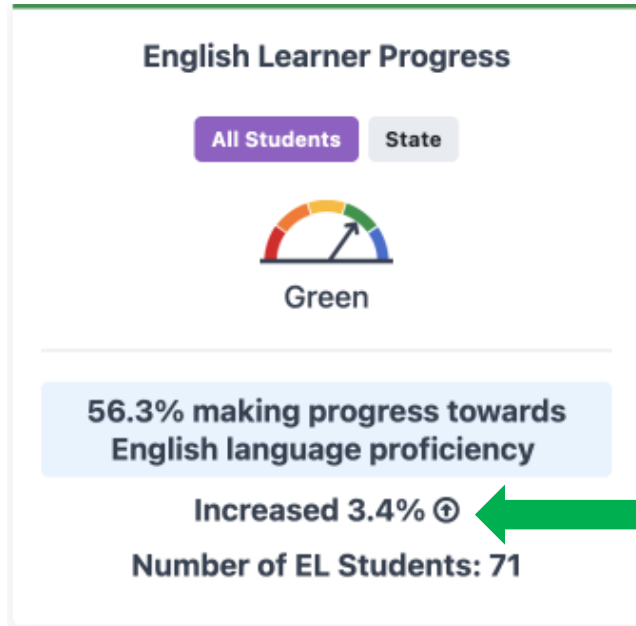 English Learner Progress
All Students State
Green
56.3% making progress towards
English language proficiency
Increased 3.4%
Number of EL Students: 71